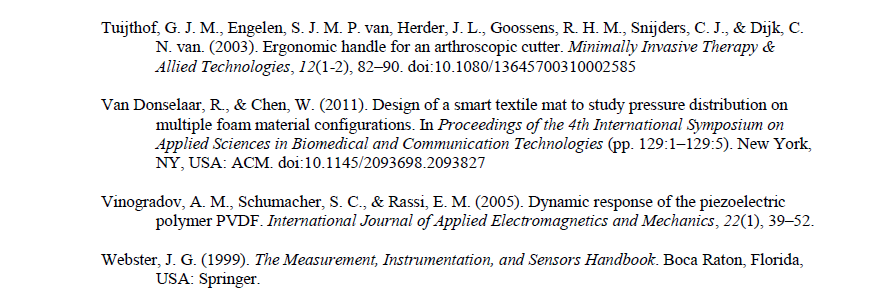 Tuijthof, G. J. M., Engelen, S. J. M. P. van, Herder, J. L., Goossens, R. H. M., Snijders, C. J., & Dijk, C.
N. van. (2003). Ergonomic handle for an arthroscopic cutter. Minimally Invasive Therapy &
Allied Technologies, 12(1-2), 82–90. doi:10.1080/13645700310002585
Van Donselaar, R., & Chen, W. (2011). Design of a smart textile mat to study pressure distribution on
multiple foam material configurations. In Proceedings of the 4th International Symposium on
Applied Sciences in Biomedical and Communication Technologies (pp. 129:1–129:5). New York,
NY, USA: ACM. doi:10.1145/2093698.2093827
Vinogradov, A. M., Schumacher, S. C., & Rassi, E. M. (2005). Dynamic response of the piezoelectric
polymer PVDF. International Journal of Applied Electromagnetics and Mechanics, 22(1), 39–52.
Webster, J. G. (1999). The Measurement, Instrumentation, and Sensors Handbook. Boca Raton, Florida,
USA: Springer.